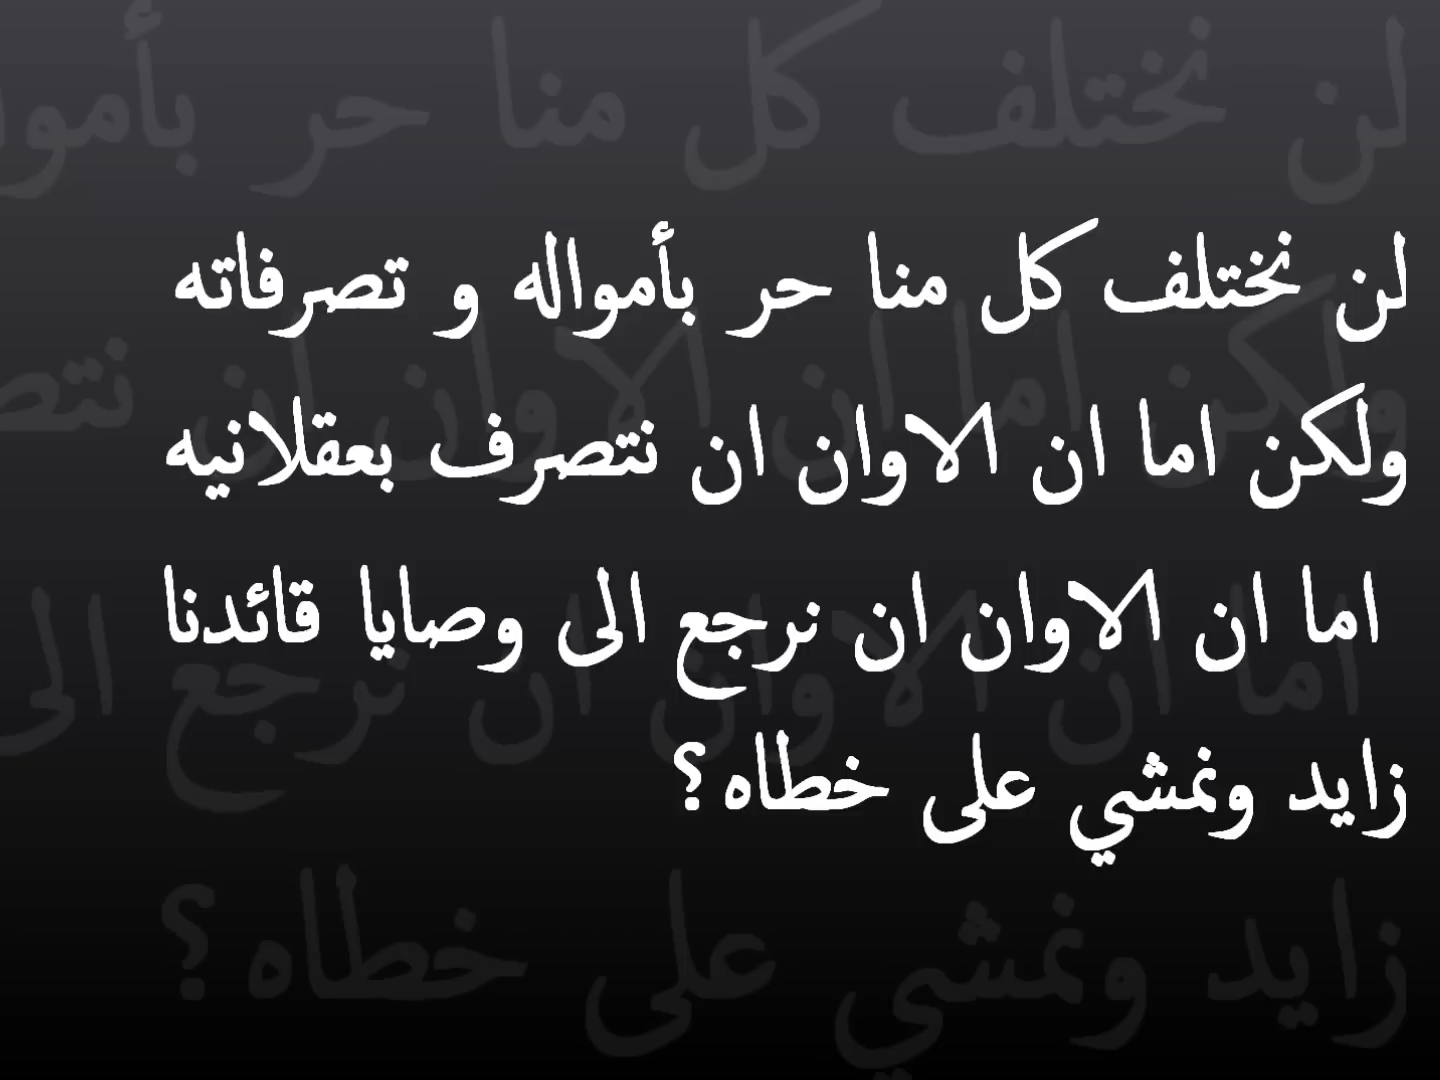 لن نختلف كل منا حر بأمواله و تصرفاته
ولكن اما ان الاوان ان نتصرف بعقلانيه
اما ان الاوان ان نرجع الى وصايا قائدنا
زايد ونمشي على خطاه ؟